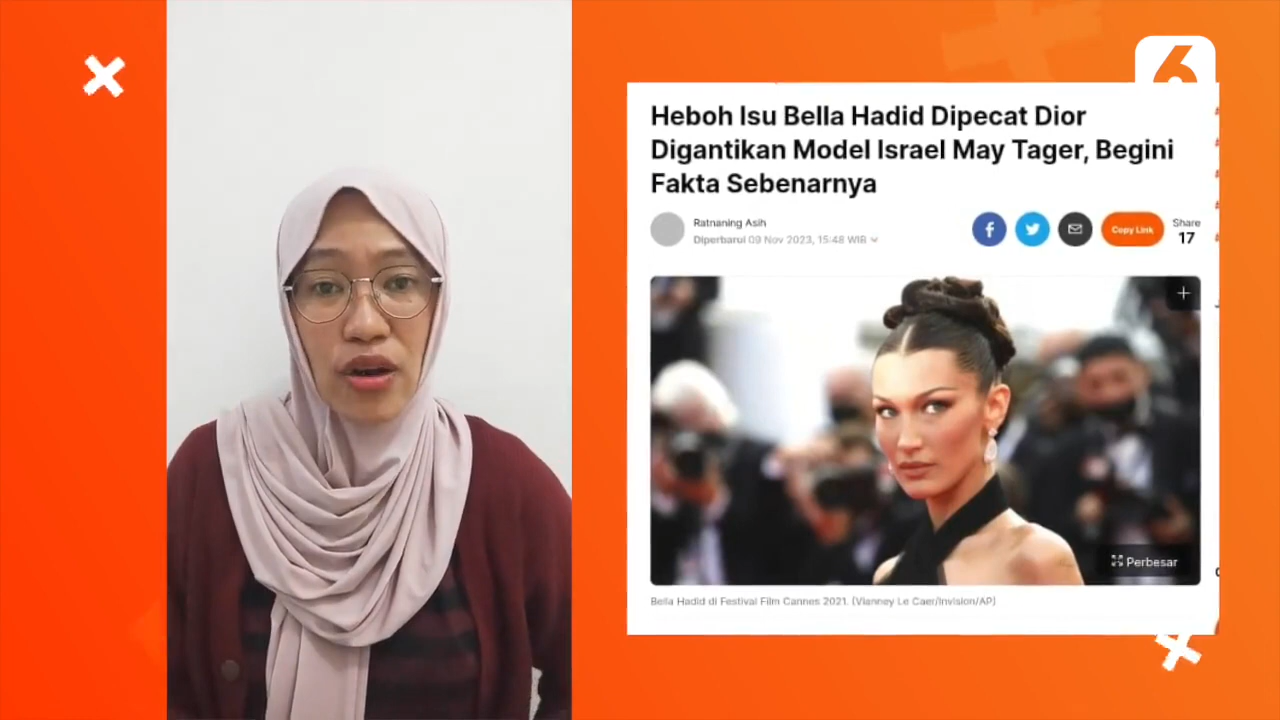 6
Heboh Isu Bella Hadid Dipecat Dior
Digantikan Model Israel May Tager, Begini
Fakta Sebenarnya
Ratnaning Asih
Diperbarui 09 Nov 2023, 15:48 WIB
Copy Link
Share
17
Perbesar
Bella Hadid di Festival Film Cannes 2021. (Vianney Le Caer/Invision/AP)